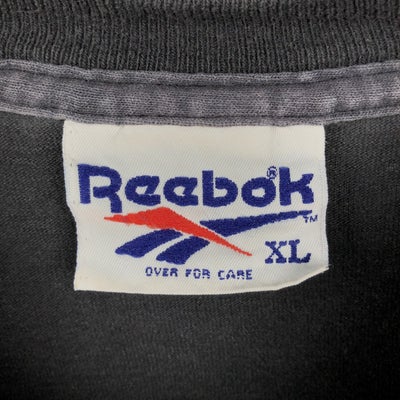 Reebok®
™
XL
OVER FOR CARE